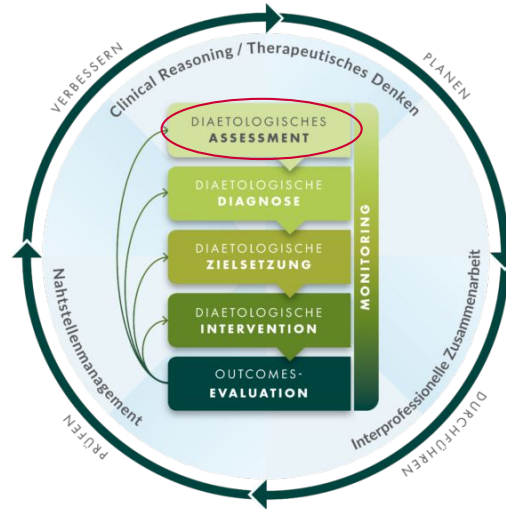 VERBESSERN
Clinical Reasoning / Therapeutisches Denken
PLANEN
DIAETOLOGISCHES
ASSESSMENT
DIAETOLOGISCHE
DIAGNOSE
DIAETOLOGISCHE
ZIELSETZUNG
DIAETOLOGISCHE
INTERVENTION
OUTCOMES-
EVALUATION
MONITORING
Nahtstellenmanagement
Interprofessionelle Zusammenarbeit
PRÜFEN
DURCHFÜHREN